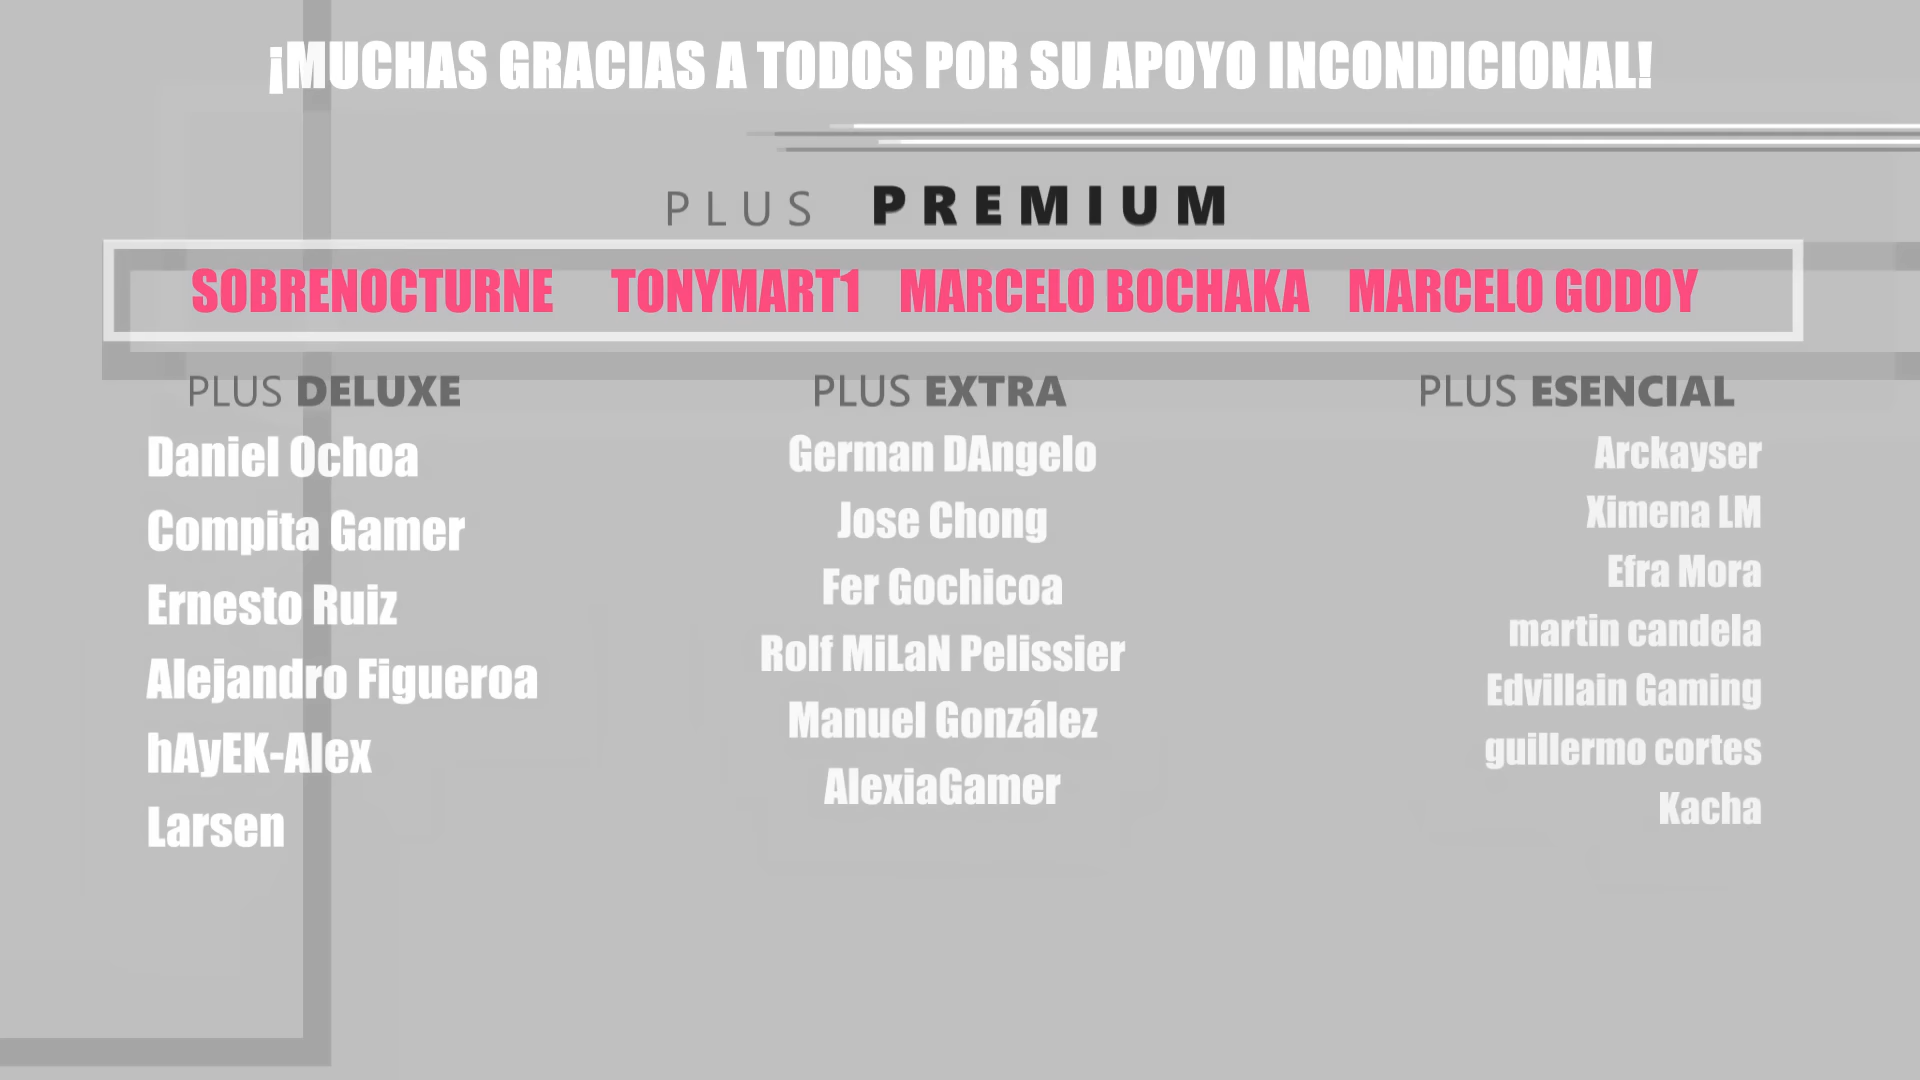 ¡MUCHAS GRACIAS A TODOS POR SU APOYO INCONDICIONAL!
PLUS PREMIUM
SOBRENOCTURNE TONYMART1 MARCELO BOCHAKA MARCELO GODOY
PLUS DELUXE
Daniel Ochoa
Compita Gamer
Ernesto Ruiz
Alejandro Figueroa
hAyEK-Alex
Larsen
PLUS EXTRA
German DAngelo
Jose Chong
Fer Gochicoa
Rolf MiLaN Pelissier
Manuel González
AlexiaGamer
PLUS ESENCIAL
Arckayser
Ximena LM
Efra Mora
martin candela
Edvillain Gaming
guillermo cortes
Kacha